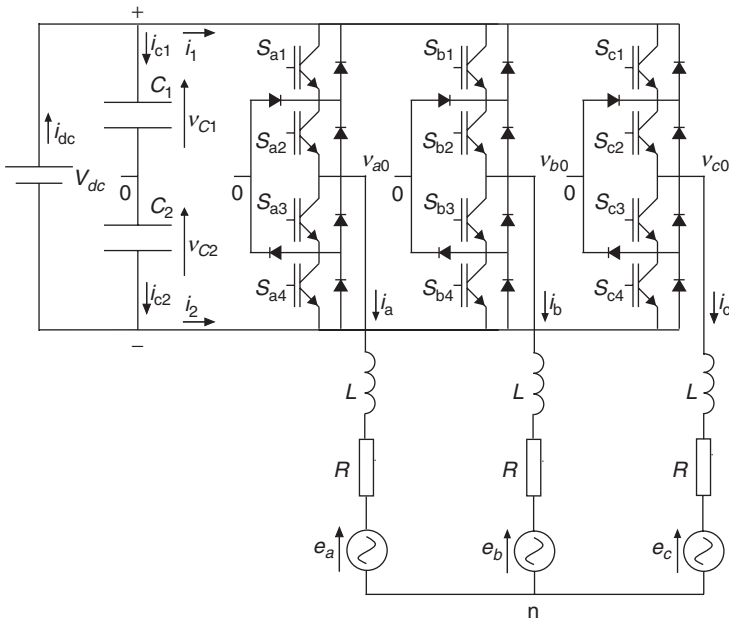 +
i_c1 i_1
S_a1 S_b1 S_c1
C_1
i_dc v_C1
S_a2 v_a0 S_b2 v_b0 S_c2 v_c0
V_dc 0 0 0 0
C_2
S_a3 S_b3 S_c3
v_C2
S_a4 S_b4 S_c4
i_c2 i_2
i_a i_b i_c
−
L L L
R R R
e_a e_b e_c
n